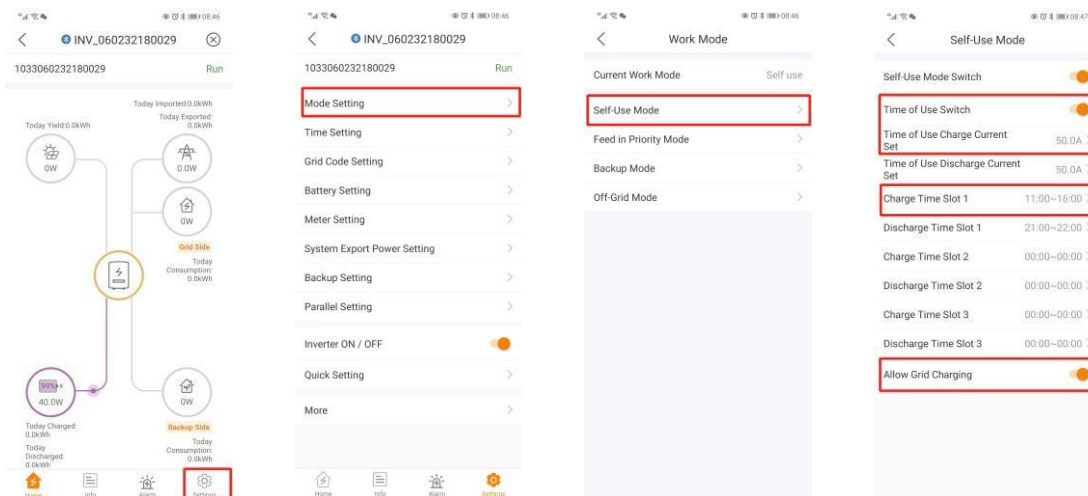 08:46
INV_060232180029
1033060232180029
Run
Today Imported:0.0kWh
Today Exported:
0.0kWh
Today Yield:0.0kWh
0W
0.0W
0W
Grid Side
Today
Consumption:
0.0kWh
99%
40.0W
0W
Today Charged:
0.0kWh
Today
Discharged:
0.0kWh
Backup Side
Today
Consumption:
0.0kWh
Home
Info
Alarm
Settings
08:46
INV_060232180029
1033060232180029
Run
Mode Setting
Time Setting
Grid Code Setting
Battery Setting
Meter Setting
System Export Power Setting
Backup Setting
Parallel Setting
Inverter ON / OFF
Quick Setting
More
Home
Info
Alarm
Settings
08:46
Work Mode
Current Work Mode
Self use
Self-Use Mode
Feed in Priority Mode
Backup Mode
Off-Grid Mode
08:47
Self-Use Mode
Self-Use Mode Switch
Time of Use Switch
Time of Use Charge Current
Set
50.0A
Time of Use Discharge Current
Set
50.0A
Charge Time Slot 1
11:00~16:00
Discharge Time Slot 1
21:00~22:00
Charge Time Slot 2
00:00~00:00
Discharge Time Slot 2
00:00~00:00
Charge Time Slot 3
00:00~00:00
Discharge Time Slot 3
00:00~00:00
Allow Grid Charging